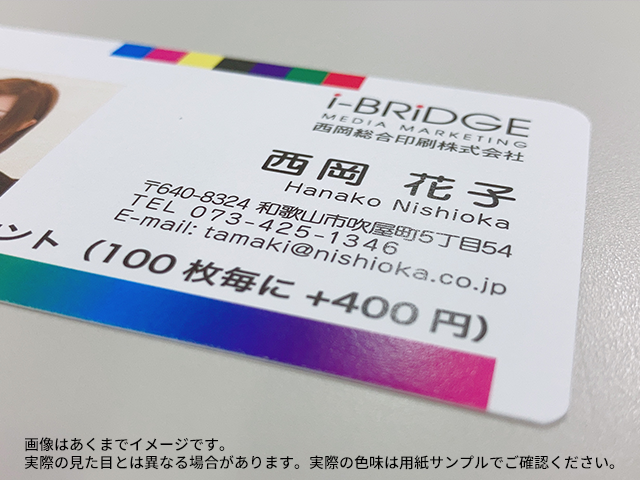 i-BRiDGE
MEDIA MARKETING
西岡総合印刷株式会社
西岡 花子
Hanako Nishioka
〒640-8324 和歌山市吹屋町5丁目54
TEL 073-425-1346
E-mail: tamaki@nishioka.co.jp
ント（100 枚毎に +400 円）
画像はあくまでイメージです。
実際の見た目とは異なる場合があります。実際の色味は用紙サンプルでご確認ください。